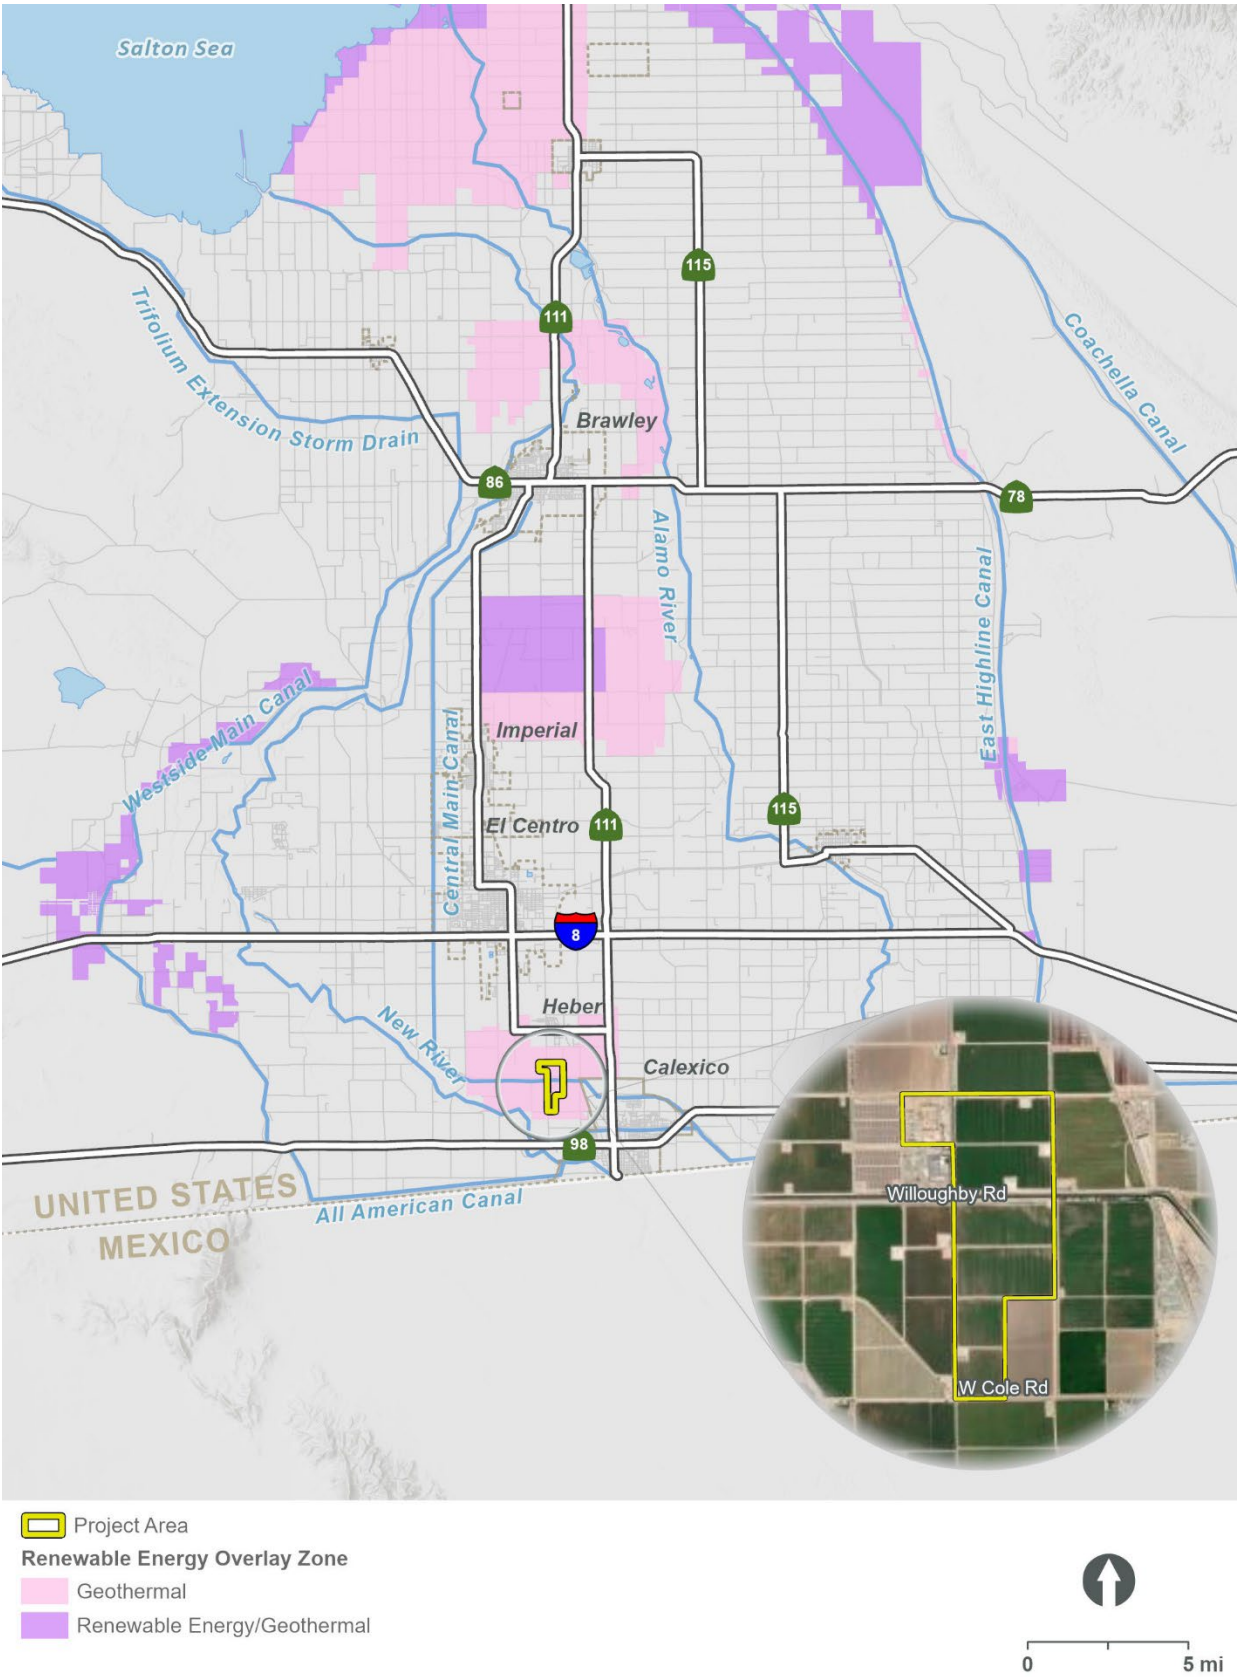 Salton Sea
115
111
Trifolium Extension Storm Drain
Coachella Canal
Brawley
86
78
Alamo River
East Highline Canal
Westside Main Canal
Central Main Canal
Imperial
El Centro
111
115
8
Heber
New River
Calexico
98
UNITED STATES
MEXICO
All American Canal
Willoughby Rd
W Cole Rd
Project Area
Renewable Energy Overlay Zone
Geothermal
Renewable Energy/Geothermal
0 5 mi